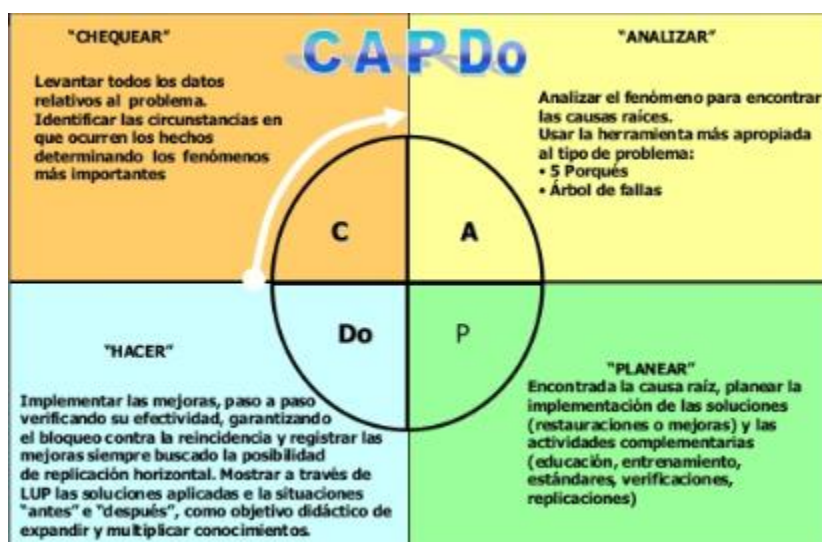 CAPDo
"CHEQUEAR"
Levantar todos los datos
relativos al problema.
Identificar las circunstancias en
que ocurren los hechos
determinando los fenómenos
más importantes
"ANALIZAR"
Analizar el fenómeno para encontrar
las causas raíces.
Usar la herramienta más apropiada
al tipo de problema:
• 5 Porqués
• Árbol de fallas
C
A
Do
P
"HACER"
Implementar las mejoras, paso a paso
verificando su efectividad, garantizando
el bloqueo contra la reincidencia y registrar las
mejoras siempre buscado la posibilidad
de replicación horizontal. Mostrar a través de
LUP las soluciones aplicadas e la situaciones
"antes" e "después", como objetivo didáctico de
expandir y multiplicar conocimientos.
"PLANEAR"
Encontrada la causa raíz, planear la
implementación de las soluciones
(restauraciones o mejoras) y las
actividades complementarias
(educación, entrenamiento,
estándares, verificaciones,
replicaciones)